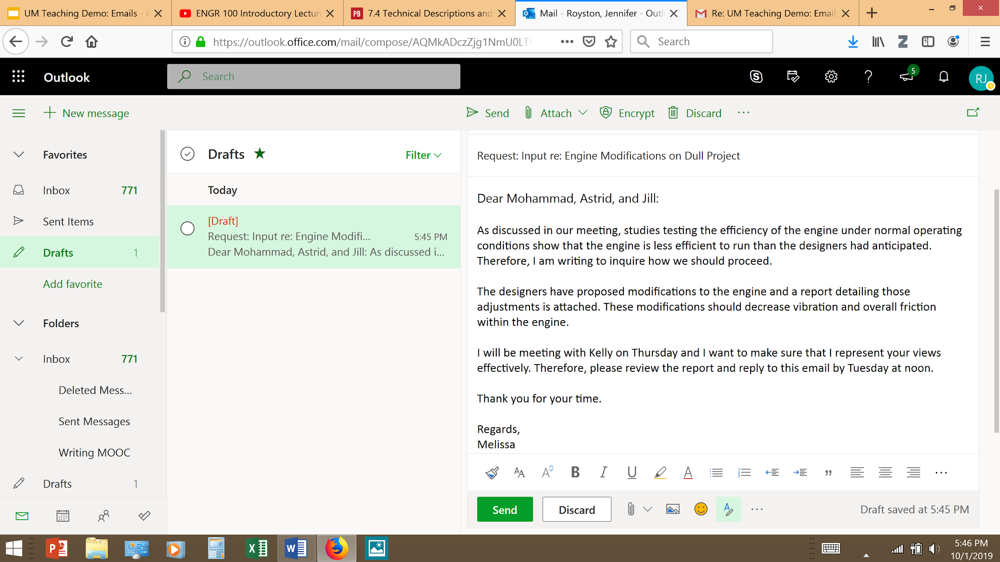 UM Teaching Demo: Emails -
ENGR 100 Introductory Lecture
PB 7.4 Technical Descriptions and
Mail - Royston, Jennifer - Outl
Re: UM Teaching Demo: Email
https://outlook.office.com/mail/compose/AQMkADczZjg1NmU0LT
Search
Outlook
Search
5
RJ
New message
Send
Attach
Encrypt
Discard
Favorites
Inbox 771
Sent Items
Drafts 1
Add favorite
Folders
Inbox 771
Deleted Mess...
Sent Messages
Writing MOOC
Drafts 1
Drafts
Filter
Today
[Draft]
Request: Input re: Engine Modifi... 5:45 PM
Dear Mohammad, Astrid, and Jill: As discussed i...
Request: Input re: Engine Modifications on Dull Project
Dear Mohammad, Astrid, and Jill:
As discussed in our meeting, studies testing the efficiency of the engine under normal operating
conditions show that the engine is less efficient to run than the designers had anticipated.
Therefore, I am writing to inquire how we should proceed.
The designers have proposed modifications to the engine and a report detailing those
adjustments is attached. These modifications should decrease vibration and overall friction
within the engine.
I will be meeting with Kelly on Thursday and I want to make sure that I represent your views
effectively. Therefore, please review the report and reply to this email by Tuesday at noon.
Thank you for your time.
Regards,
Melissa
Send
Discard
Draft saved at 5:45 PM
5:46 PM
10/1/2019